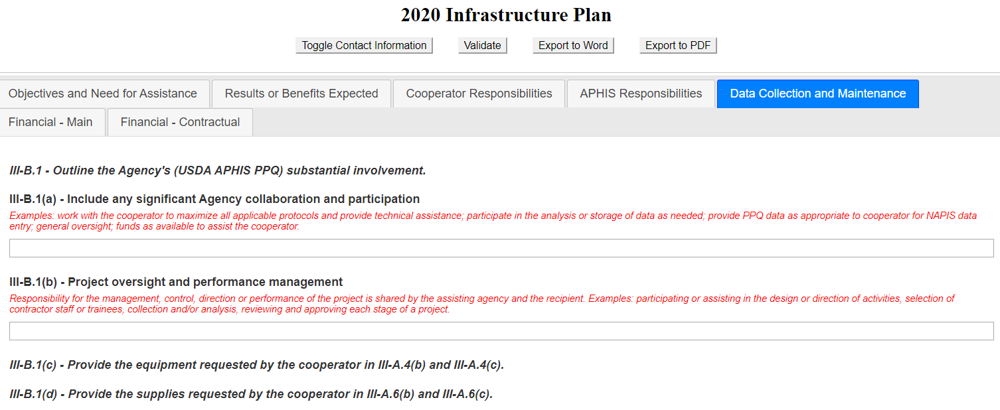 2020 Infrastructure Plan
Toggle Contact Information Validate Export to Word Export to PDF
Objectives and Need for Assistance Results or Benefits Expected Cooperator Responsibilities APHIS Responsibilities Data Collection and Maintenance
Financial - Main Financial - Contractual
III-B.1 - Outline the Agency's (USDA APHIS PPQ) substantial involvement.
III-B.1(a) - Include any significant Agency collaboration and participation
Examples: work with the cooperator to maximize all applicable protocols and provide technical assistance; participate in the analysis or storage of data as needed; provide PPQ data as appropriate to cooperator for NAPIS data
entry; general oversight; funds as available to assist the cooperator.
III-B.1(b) - Project oversight and performance management
Responsibility for the management, control, direction or performance of the project is shared by the assisting agency and the recipient. Examples: participating or assisting in the design or direction of activities, selection of
contractor staff or trainees, collection and/or analysis, reviewing and approving each stage of a project.
III-B.1(c) - Provide the equipment requested by the cooperator in III-A.4(b) and III-A.4(c).
III-B.1(d) - Provide the supplies requested by the cooperator in III-A.6(b) and III-A.6(c).